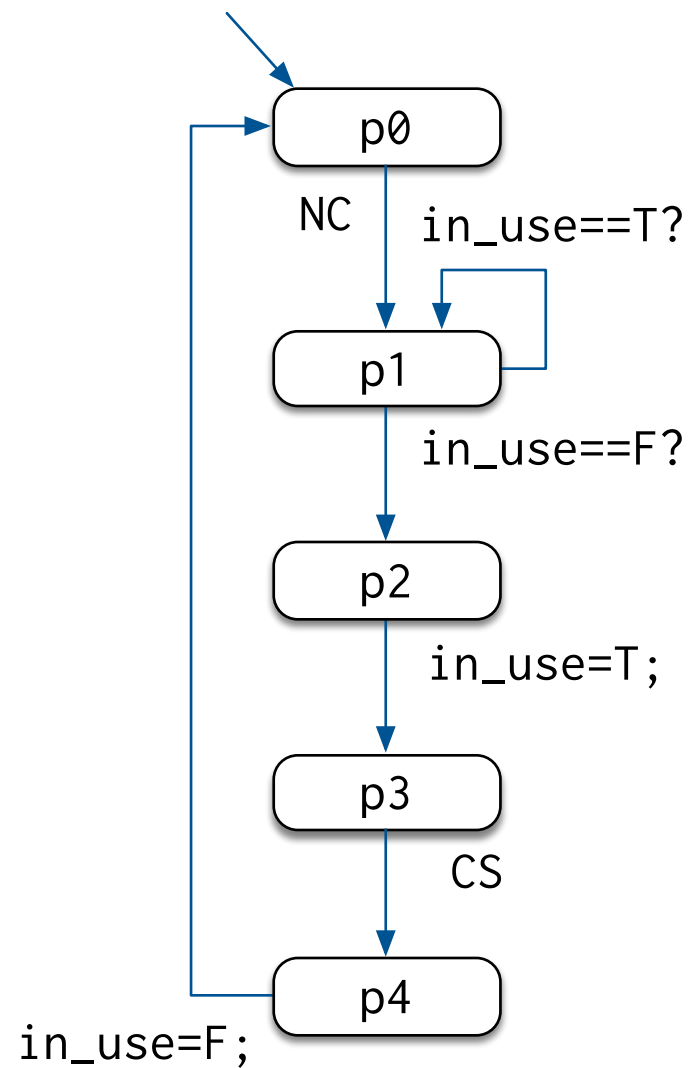 p0
NC
in_use==T?
p1
in_use==F?
p2
in_use=T;
p3
CS
p4
in_use=F;